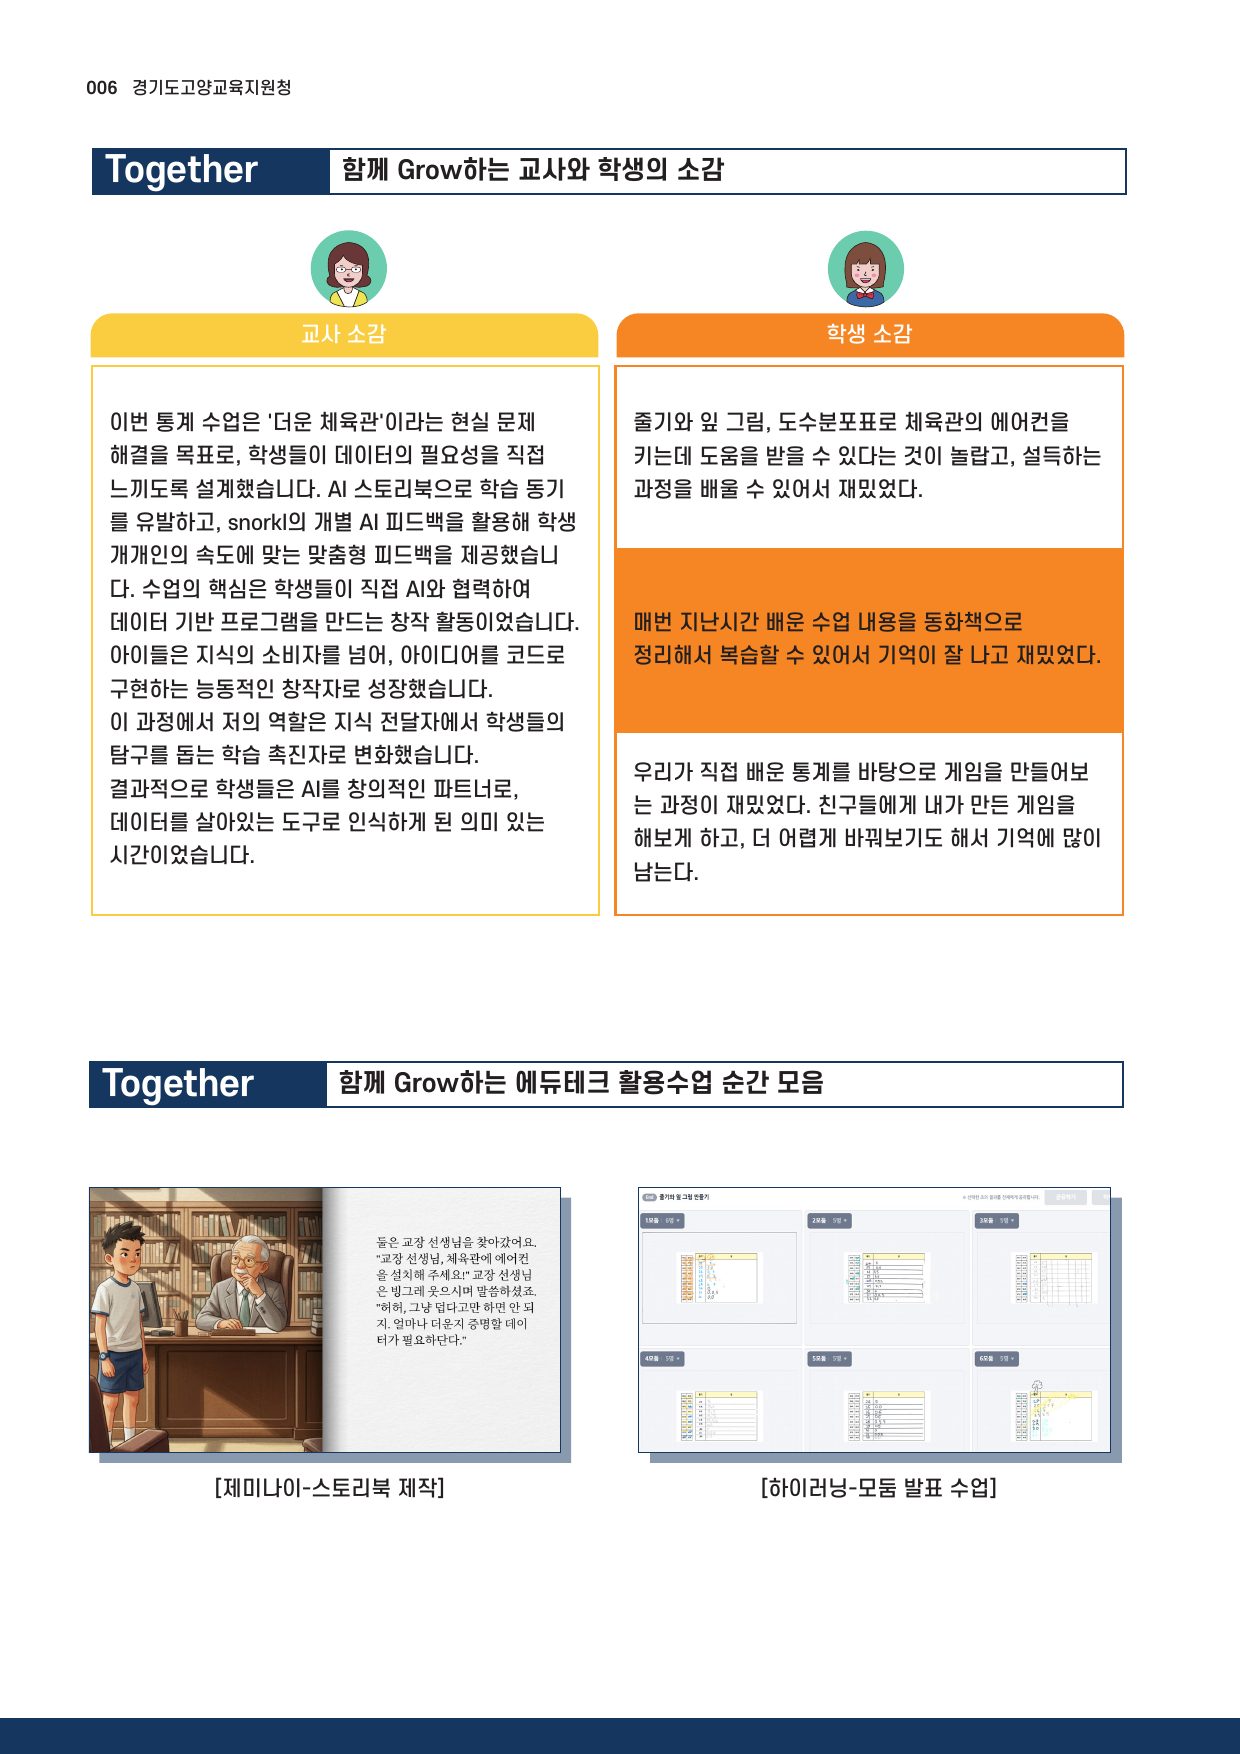 006 경기도고양교육지원청
Together 함께 Grow하는 교사와 학생의 소감
교사 소감
이번 통계 수업은 '더운 체육관'이라는 현실 문제
해결을 목표로, 학생들이 데이터의 필요성을 직접
느끼도록 설계했습니다. AI 스토리북으로 학습 동기
를 유발하고, snorkl의 개별 AI 피드백을 활용해 학생
개개인의 속도에 맞는 맞춤형 피드백을 제공했습니
다. 수업의 핵심은 학생들이 직접 AI와 협력하여
데이터 기반 프로그램을 만드는 창작 활동이었습니다.
아이들은 지식의 소비자를 넘어, 아이디어를 코드로
구현하는 능동적인 창작자로 성장했습니다.
이 과정에서 저의 역할은 지식 전달자에서 학생들의
탐구를 돕는 학습 촉진자로 변화했습니다.
결과적으로 학생들은 AI를 창의적인 파트너로,
데이터를 살아있는 도구로 인식하게 된 의미 있는
시간이었습니다.
학생 소감
줄기와 잎 그림, 도수분포표로 체육관의 에어컨을
키는데 도움을 받을 수 있다는 것이 놀랍고, 설득하는
과정을 배울 수 있어서 재밌었다.
매번 지난시간 배운 수업 내용을 동화책으로
정리해서 복습할 수 있어서 기억이 잘 나고 재밌었다.
우리가 직접 배운 통계를 바탕으로 게임을 만들어보
는 과정이 재밌었다. 친구들에게 내가 만든 게임을
해보게 하고, 더 어렵게 바꿔보기도 해서 기억에 많이
남는다.
Together 함께 Grow하는 에듀테크 활용수업 순간 모음
둘은 교장 선생님을 찾아갔어요.
"교장 선생님, 체육관에 에어컨
을 설치해 주세요!" 교장 선생님
은 빙그레 웃으시며 말씀하셨죠.
"허허, 그냥 덥다고만 하면 안 되
지. 얼마나 더운지 증명할 데이
터가 필요하단다."
[제미나이-스토리북 제작]
줄기와 잎 그림 만들기
공유하기
1모둠 6명
2모둠 5명
3모둠 5명
4모둠 5명
5모둠 5명
6모둠 5명
[하이러닝-모둠 발표 수업]